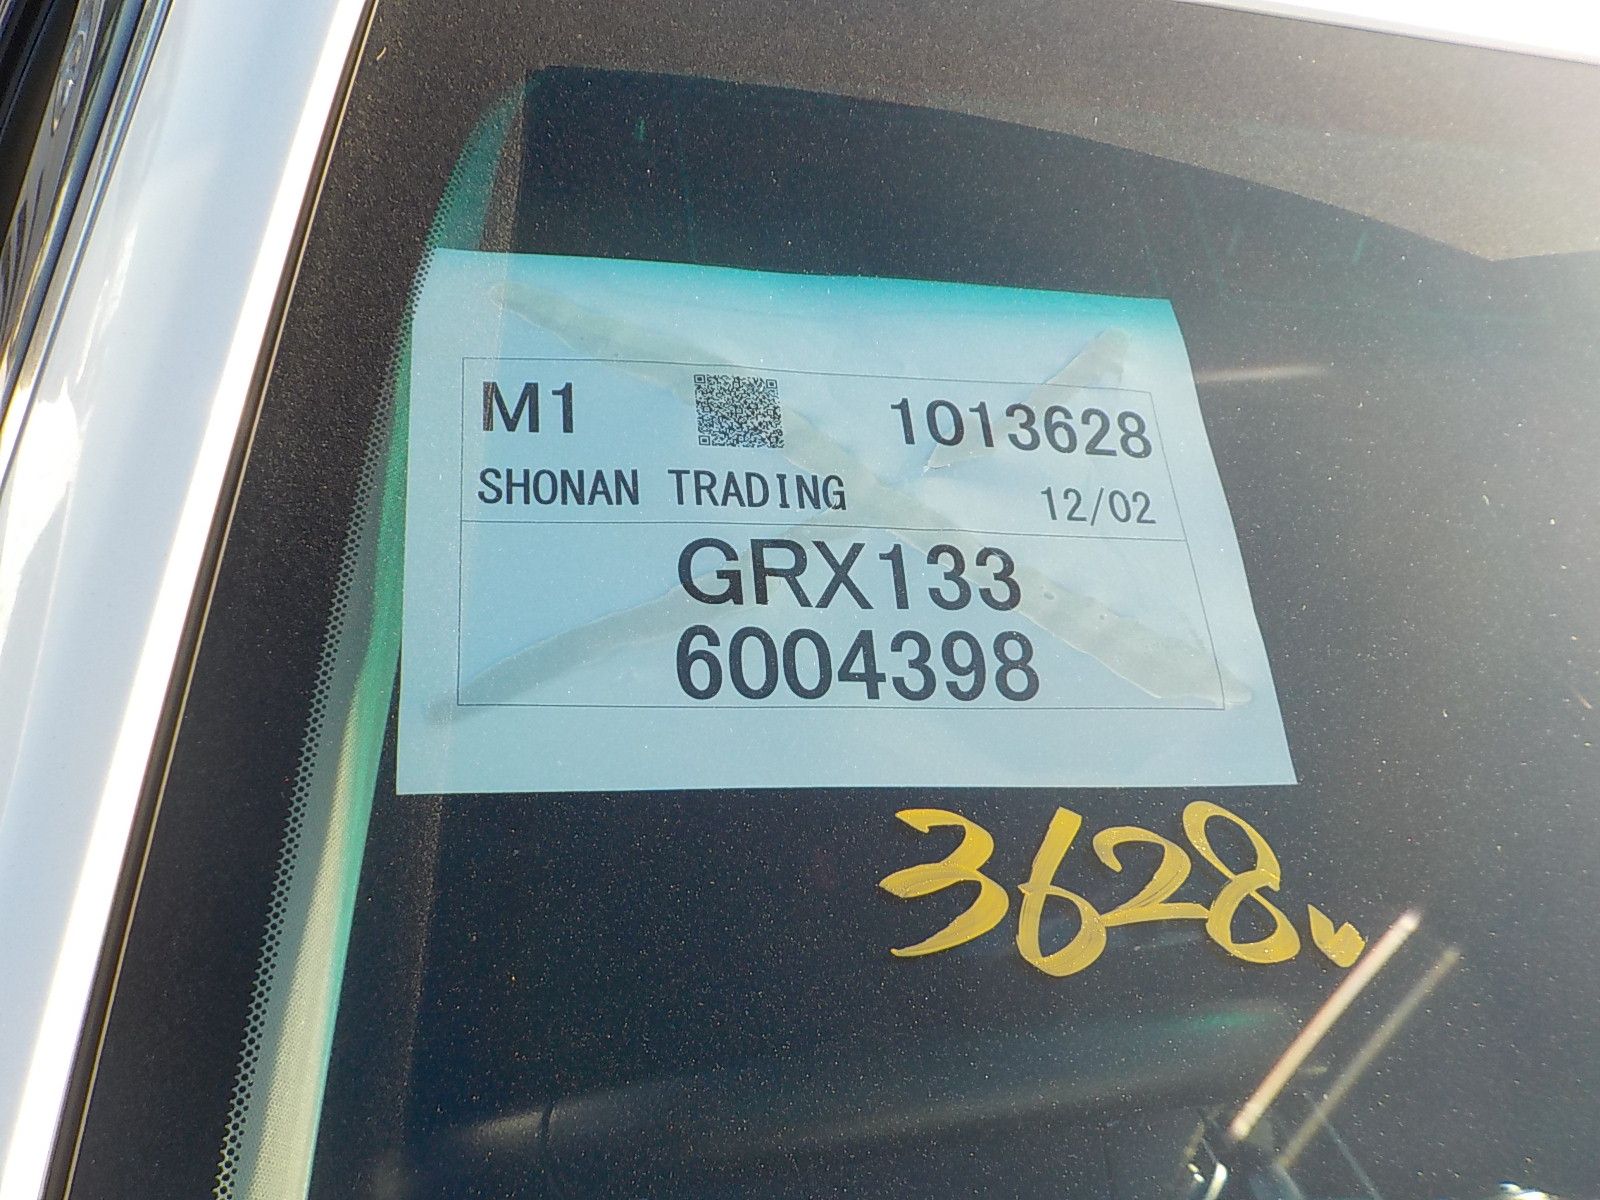 M1 1013628
SHONAN TRADING 12/02
GRX133
6004398
3628